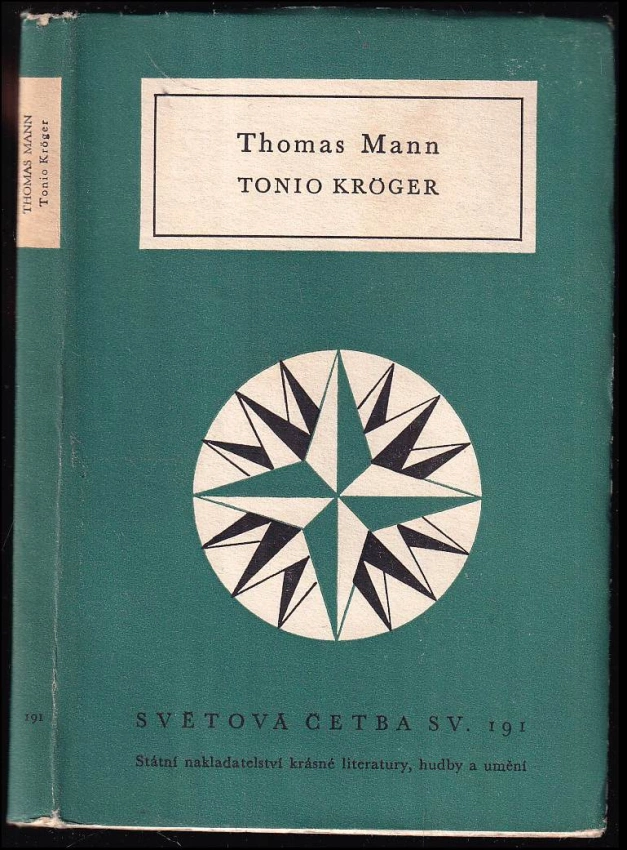 THOMAS MANN
Tonio Kröger
191
Thomas Mann
TONIO KRÖGER
SVĚTOVÁ ČETBA SV. 191
Státní nakladatelství krásné literatury, hudby a umění